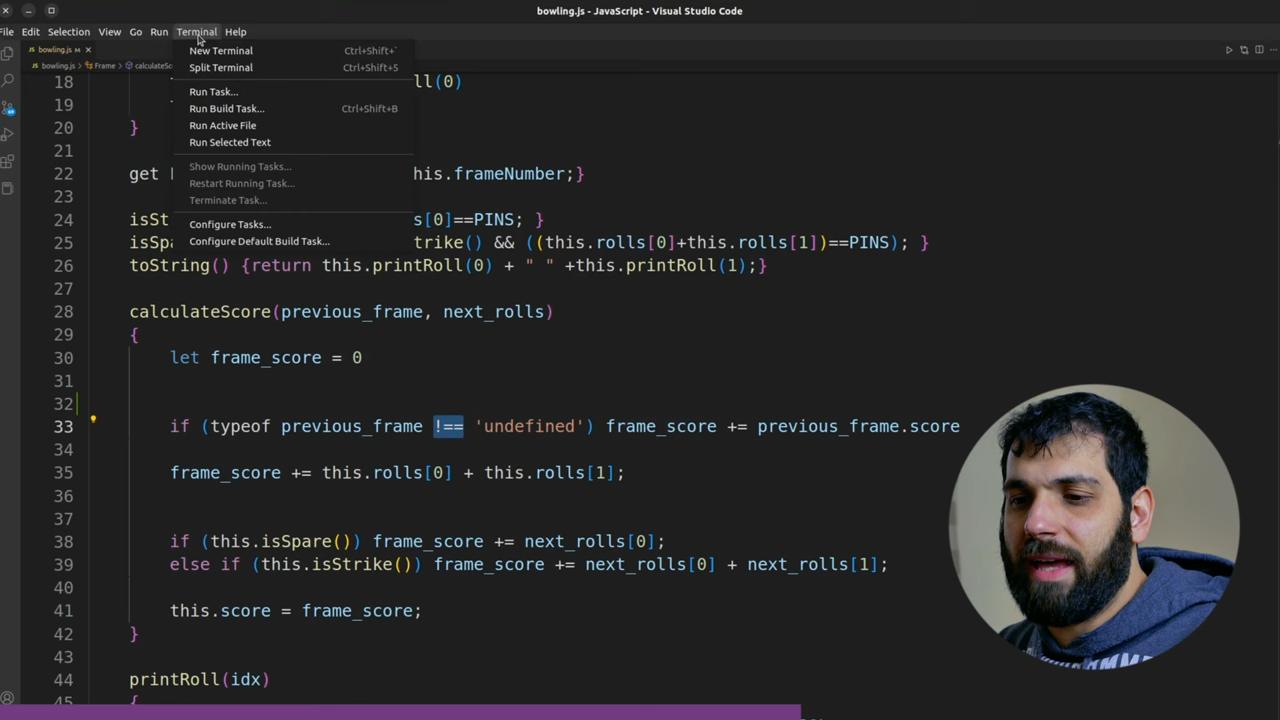 bowling.js - JavaScript - Visual Studio Code
File Edit Selection View Go Run Terminal Help
bowling.js M
bowling.js > Frame > calculateSc
New Terminal Ctrl+Shift+`
Split Terminal Ctrl+Shift+5
Run Task...
Run Build Task... Ctrl+Shift+B
Run Active File
Run Selected Text
Show Running Tasks...
Restart Running Task...
Terminate Task...
Configure Tasks...
Configure Default Build Task...
18 ll(0)
19
20 }
21
22 get his.frameNumber;}
23
24 isSt s[0]==PINS; }
25 isSpa trike() && ((this.rolls[0]+this.rolls[1])==PINS); }
26 toString() {return this.printRoll(0) + " " +this.printRoll(1);}
27
28 calculateScore(previous_frame, next_rolls)
29 {
30 let frame_score = 0
31
32
33 if (typeof previous_frame !== 'undefined') frame_score += previous_frame.score
34
35 frame_score += this.rolls[0] + this.rolls[1];
36
37
38 if (this.isSpare()) frame_score += next_rolls[0];
39 else if (this.isStrike()) frame_score += next_rolls[0] + next_rolls[1];
40
41 this.score = frame_score;
42 }
43
44 printRoll(idx)
45 {